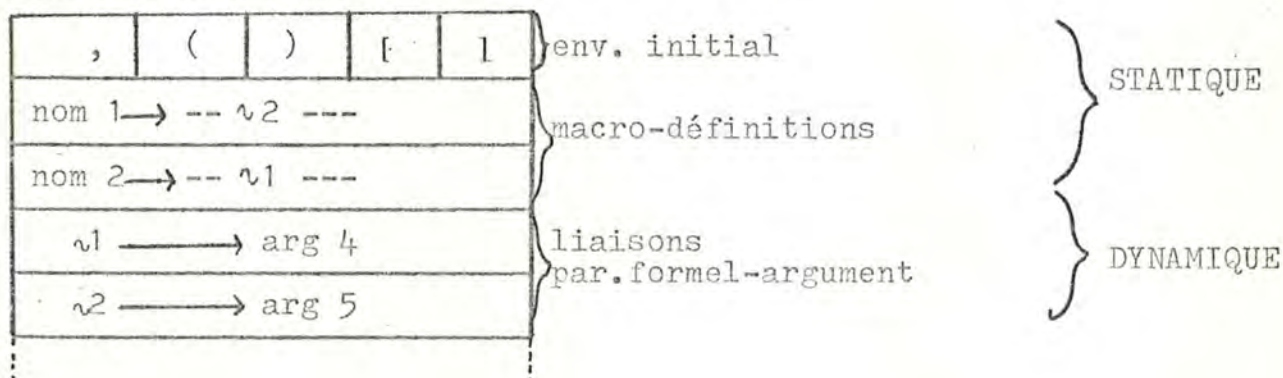 , ( ) [ ] env. initial
STATIQUE
nom 1→ -- ~2 ---
macro-définitions
nom 2→ -- ~1 ---
~1 → arg 4 liaisons
par.formel-argument
DYNAMIQUE
~2 → arg 5